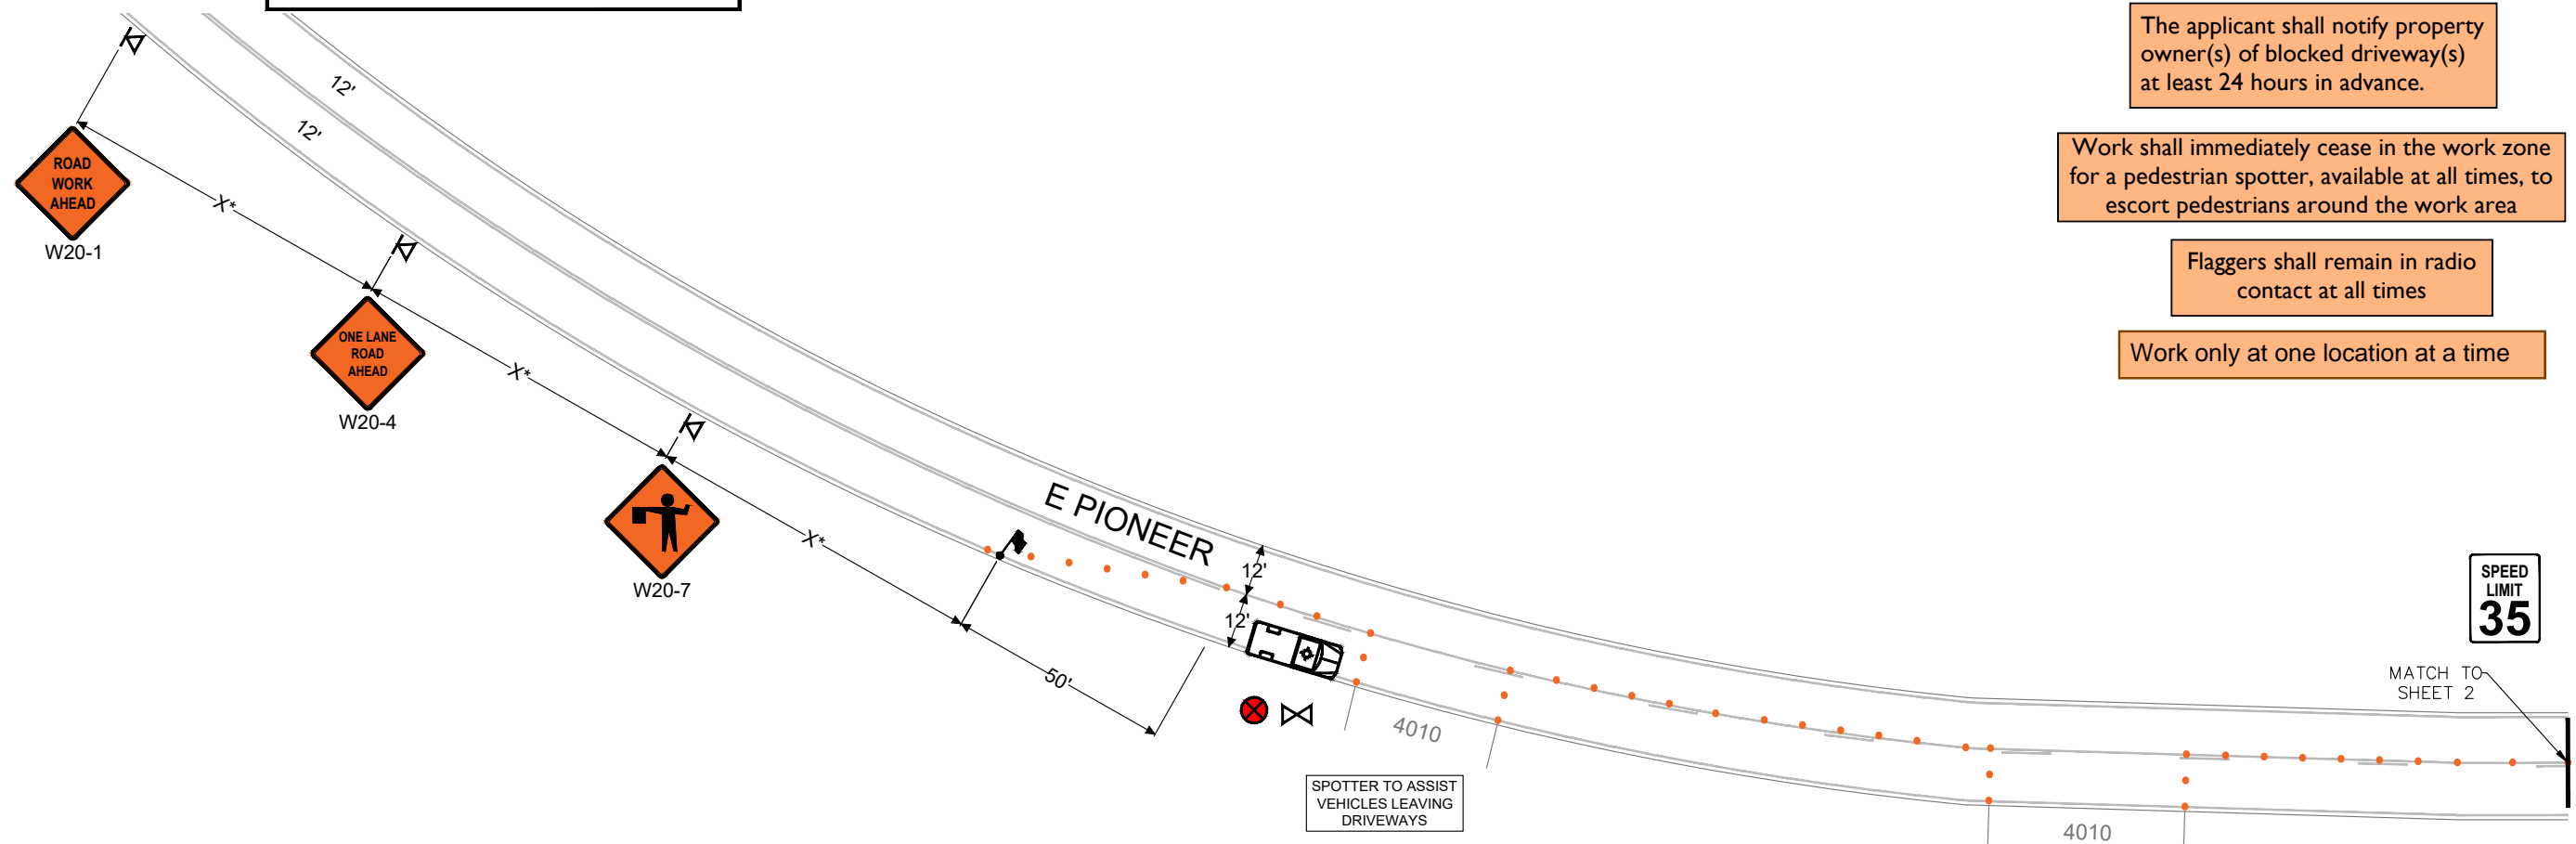 The applicant shall notify property
owner(s) of blocked driveway(s)
at least 24 hours in advance.
Work shall immediately cease in the work zone
for a pedestrian spotter, available at all times, to
escort pedestrians around the work area
Flaggers shall remain in radio
contact at all times
Work only at one location at a time
12'
12'
ROAD
WORK
AHEAD
W20-1
X*
ONE LANE
ROAD
AHEAD
W20-4
X*
W20-7
X*
50'
E PIONEER
12'
12'
4010
SPOTTER TO ASSIST
VEHICLES LEAVING
DRIVEWAYS
SPEED
LIMIT
35
MATCH TO
SHEET 2
4010